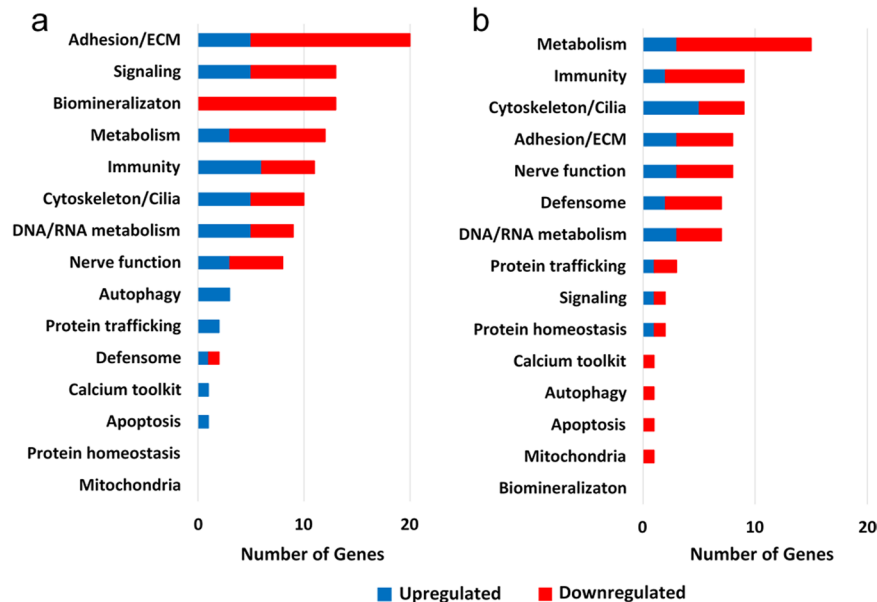 a
Adhesion/ECM
Signaling
Biomineralizaton
Metabolism
Immunity
Cytoskeleton/Cilia
DNA/RNA metabolism
Nerve function
Autophagy
Protein trafficking
Defensome
Calcium toolkit
Apoptosis
Protein homeostasis
Mitochondria
0 10 20
Number of Genes
b
Metabolism
Immunity
Cytoskeleton/Cilia
Adhesion/ECM
Nerve function
Defensome
DNA/RNA metabolism
Protein trafficking
Signaling
Protein homeostasis
Calcium toolkit
Autophagy
Apoptosis
Mitochondria
Biomineralizaton
0 10 20
Number of Genes
Upregulated Downregulated